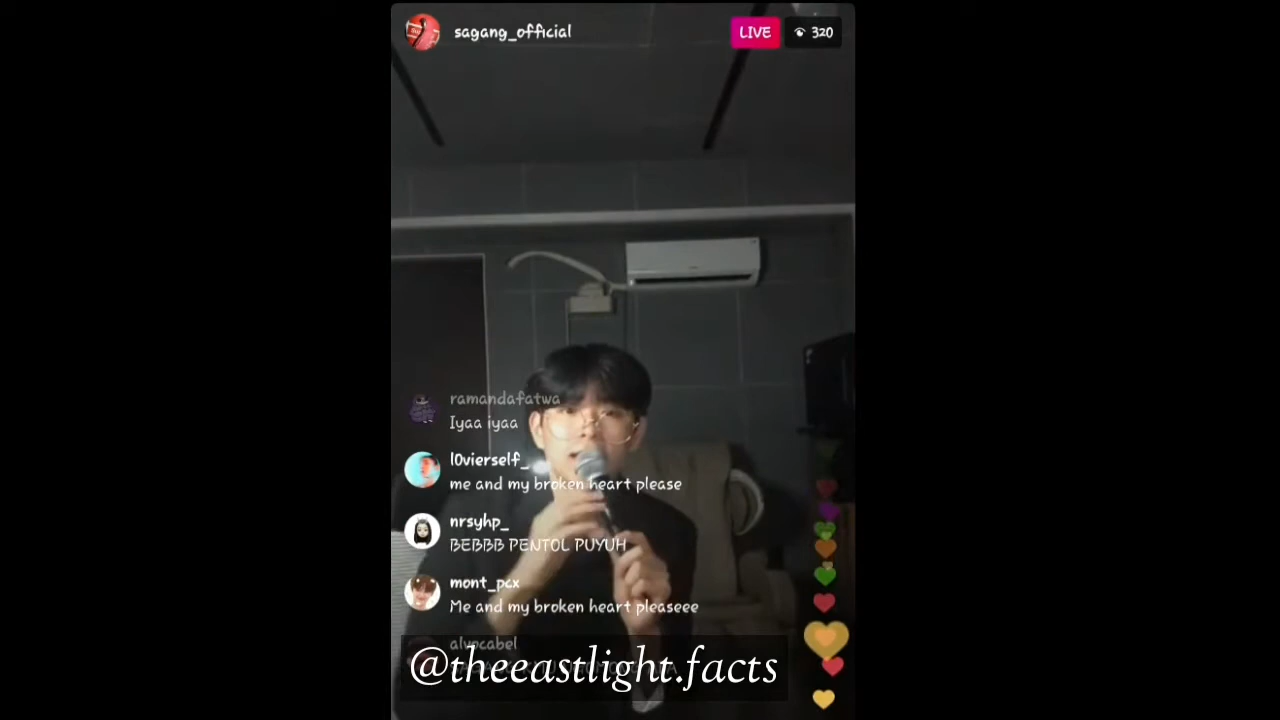 sagang_official
LIVE
320
ramandafatwa
Iyaa iyaa
l0vierself_
me and my broken heart please
nrsyhp_
BEBBB PENTOL PUYUH
mont_pcx
Me and my broken heart pleaseee
alvocabel
@theeastlight.facts